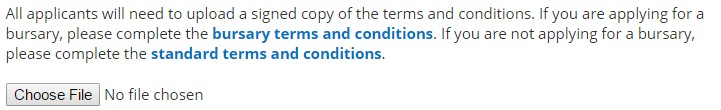 All applicants will need to upload a signed copy of the terms and conditions. If you are applying for a
bursary, please complete the bursary terms and conditions. If you are not applying for a bursary,
please complete the standard terms and conditions.
Choose File No file chosen